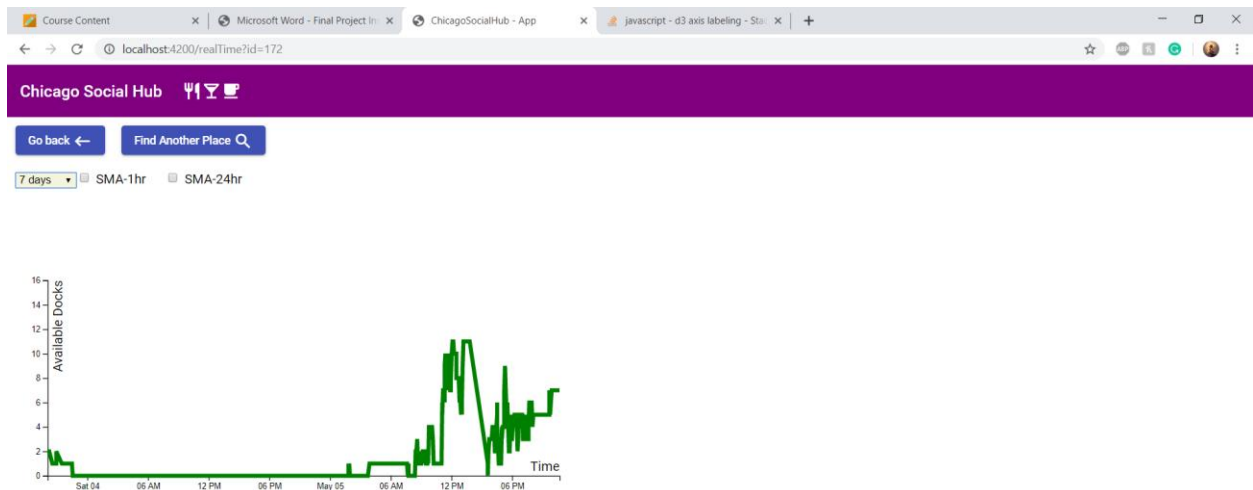 Course Content
Microsoft Word - Final Project In
ChicagoSocialHub - App
javascript - d3 axis labeling - Stac
localhost:4200/realTime?id=172
ABP
Chicago Social Hub
Go back
Find Another Place
7 days
SMA-1hr
SMA-24hr
16
14
12
10
8
6
4
2
0
Available Docks
Time
Sat 04
06 AM
12 PM
06 PM
May 05
06 AM
12 PM
06 PM